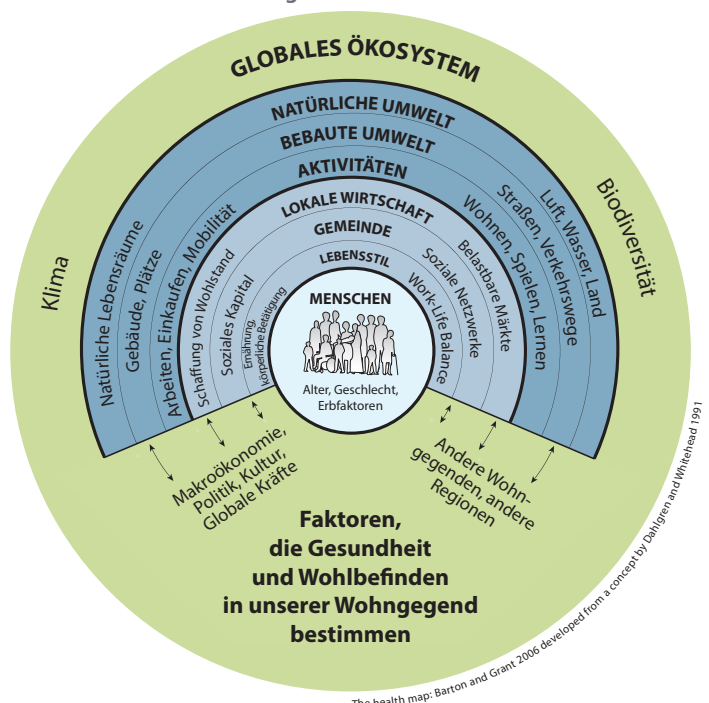 GLOBALES ÖKOSYSTEM
NATÜRLICHE UMWELT
BEBAUTE UMWELT
AKTIVITÄTEN
LOKALE WIRTSCHAFT
GEMEINDE
LEBENSSTIL
MENSCHEN
Alter, Geschlecht,
Erbfaktoren
Klima
Natürliche Lebensräume
Gebäude, Plätze
Arbeiten, Einkaufen, Mobilität
Schaffung von Wohlstand
Soziales Kapital
Ernährung,
körperliche Betätigung
Work-Life Balance
Soziale Netzwerke
Belastbare Märkte
Wohnen, Spielen, Lernen
Straßen, Verkehrswege
Luft, Wasser, Land
Biodiversität
Makroökonomie,
Politik, Kultur,
Globale Kräfte
Andere Wohn-
gegenden, andere
Regionen
Faktoren,
die Gesundheit
und Wohlbefinden
in unserer Wohngegend
bestimmen
The health map: Barton and Grant 2006 developed from a concept by Dahlgren and Whitehead 1991